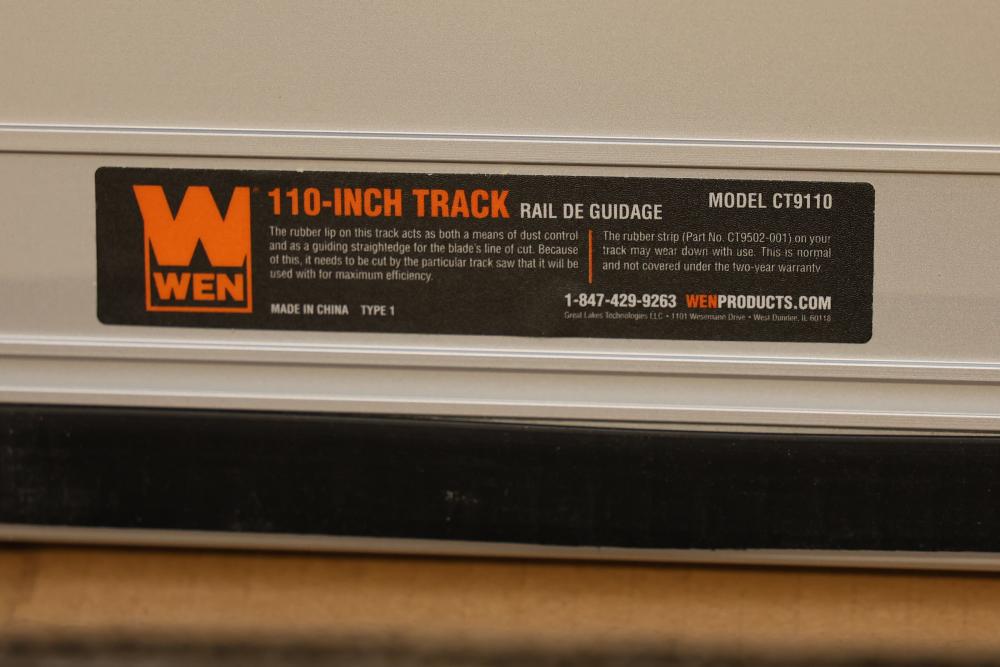 WEN
110-INCH TRACK RAIL DE GUIDAGE
MODEL CT9110
The rubber lip on this track acts as both a means of dust control
and as a guiding straightedge for the blade's line of cut. Because
of this, it needs to be cut by the particular track saw that it will be
used with for maximum efficiency.
The rubber strip (Part No. CT9502-001) on your
track may wear down with use. This is normal
and not covered under the two-year warranty.
MADE IN CHINA TYPE 1
1-847-429-9263 WENPRODUCTS.COM
Great Lakes Technologies LLC • 1101 Wesemann Drive • West Dundee, IL 60118